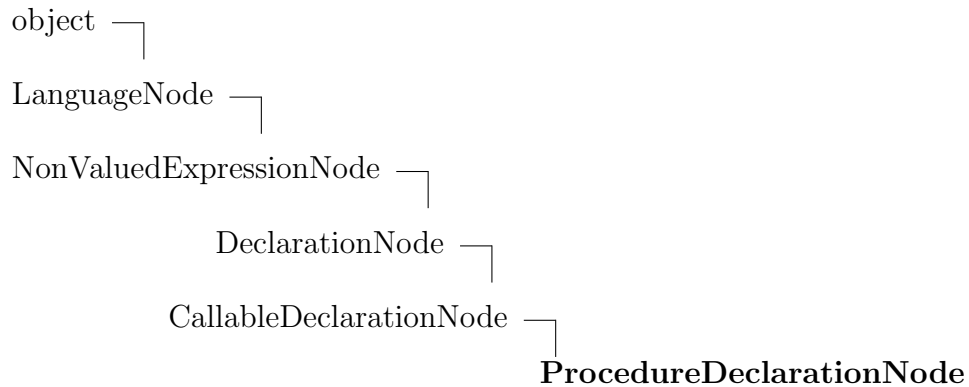 object
LanguageNode
NonValuedExpressionNode
DeclarationNode
CallableDeclarationNode
ProcedureDeclarationNode